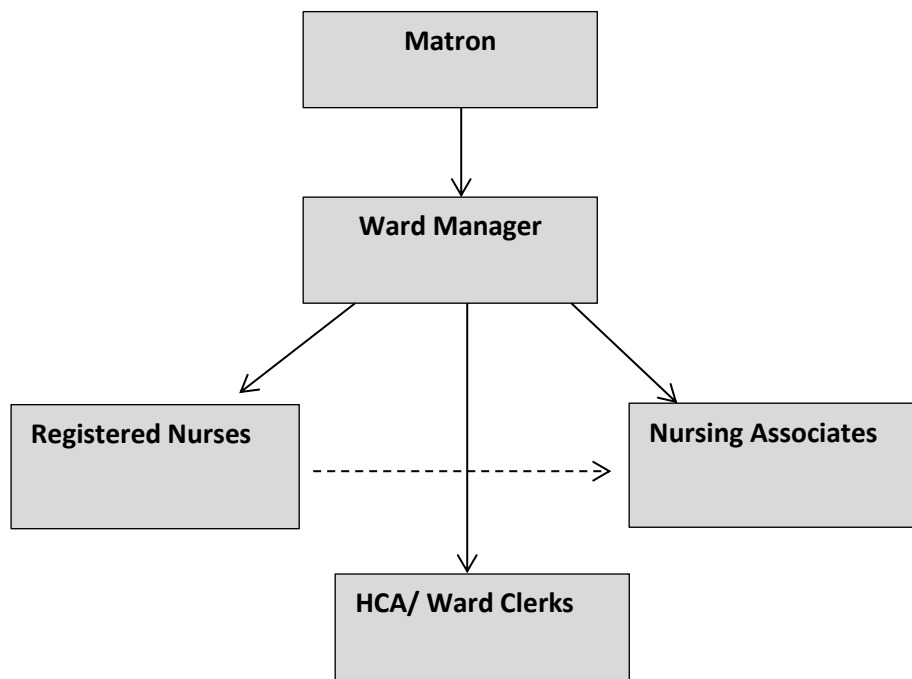 Matron
Ward Manager
Registered Nurses
Nursing Associates
HCA/ Ward Clerks